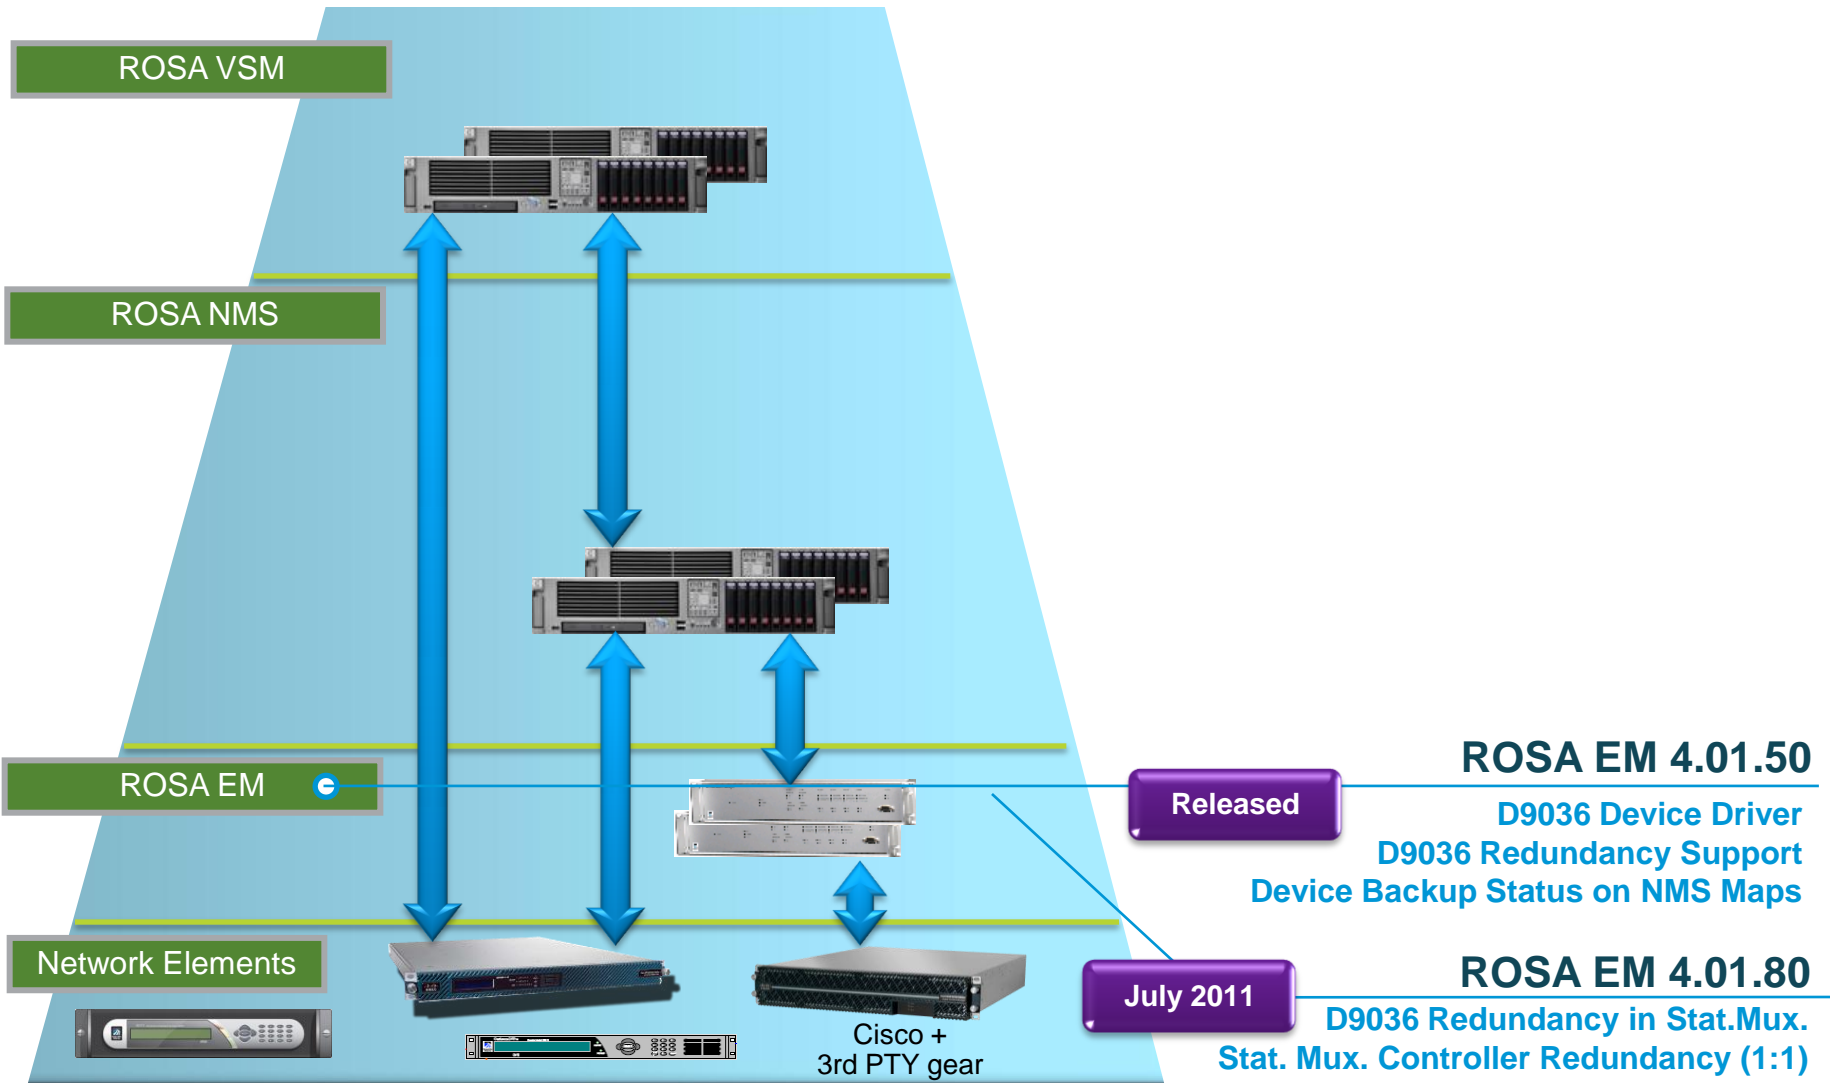 ROSA VSM
ROSA NMS
ROSA EM
Network Elements
Cisco +
3rd PTY gear
Released
ROSA EM 4.01.50
D9036 Device Driver
D9036 Redundancy Support
Device Backup Status on NMS Maps
July 2011
ROSA EM 4.01.80
D9036 Redundancy in Stat.Mux.
Stat. Mux. Controller Redundancy (1:1)